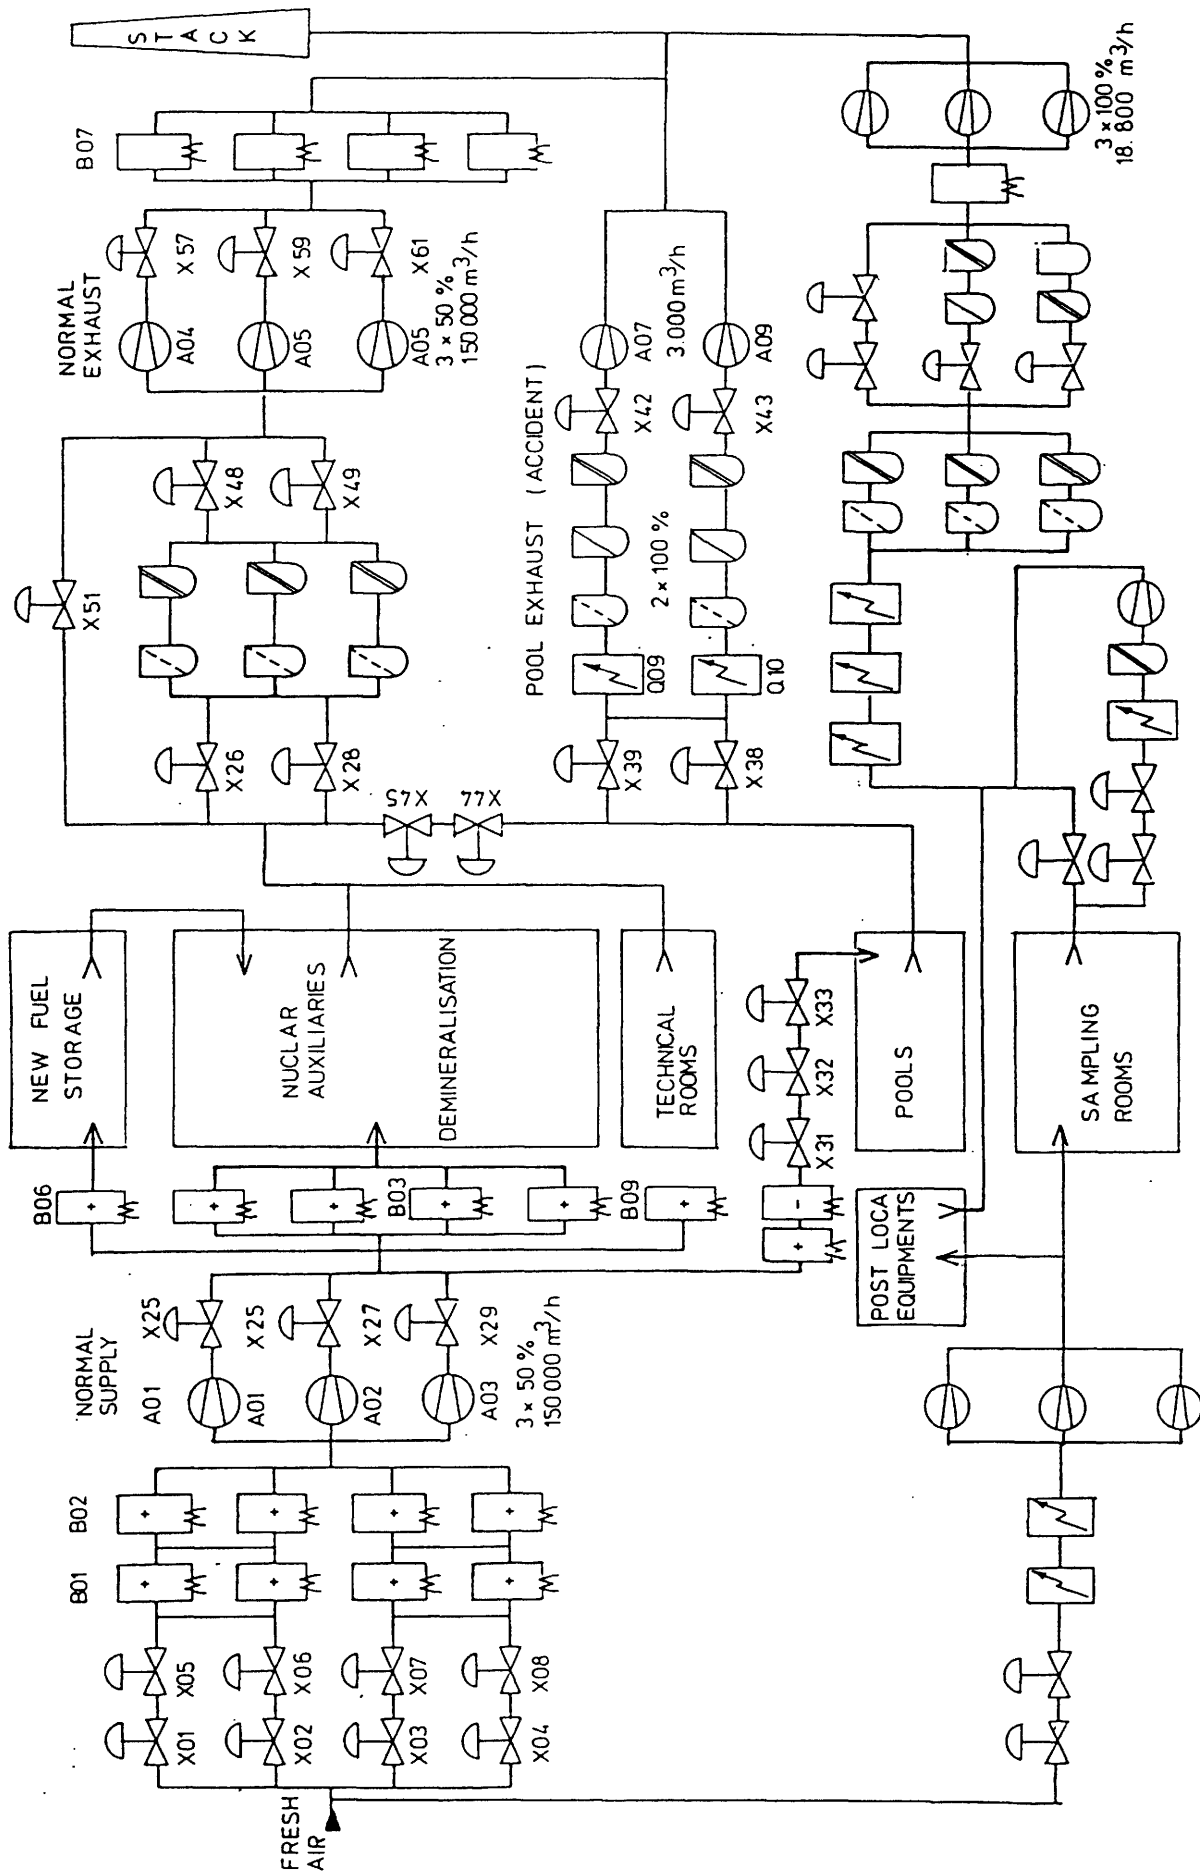 STACK
B07
NORMAL
EXHAUST
X57
X59
X61
A04
A05
A05
3 x 50 %
150 000 m³/h
X51
X48
X49
X26
X28
X45
X44
POOL EXHAUST ( ACCIDENT )
A07
3.000 m³/h
A09
X42
X43
2 x 100 %
Q09
Q10
X39
X38
3 x 100 %
18. 800 m³/h
NEW FUEL
STORAGE
NUCLAR
AUXILIARIES
DEMINERALISATION
TECHNICAL
ROOMS
X33
X32
X31
POOLS
SAMPLING
ROOMS
B06
B03
B09
POST LOCA
EQUIPMENTS
NORMAL
SUPPLY
X25
X25
X27
X29
A01
A01
A02
A03
3 x 50 %
150 000 m³/h
B02
B01
X05
X06
X07
X08
X01
X02
X03
X04
FRESH
AIR